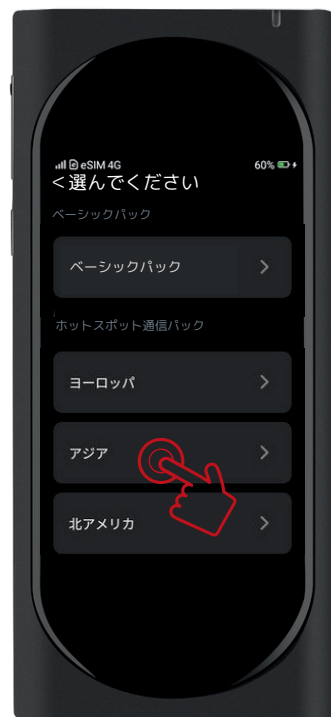 eSIM 4G 60%
<選んでください
ベーシックパック
ベーシックパック
ホットスポット通信パック
ヨーロッパ
アジア
北アメリカ